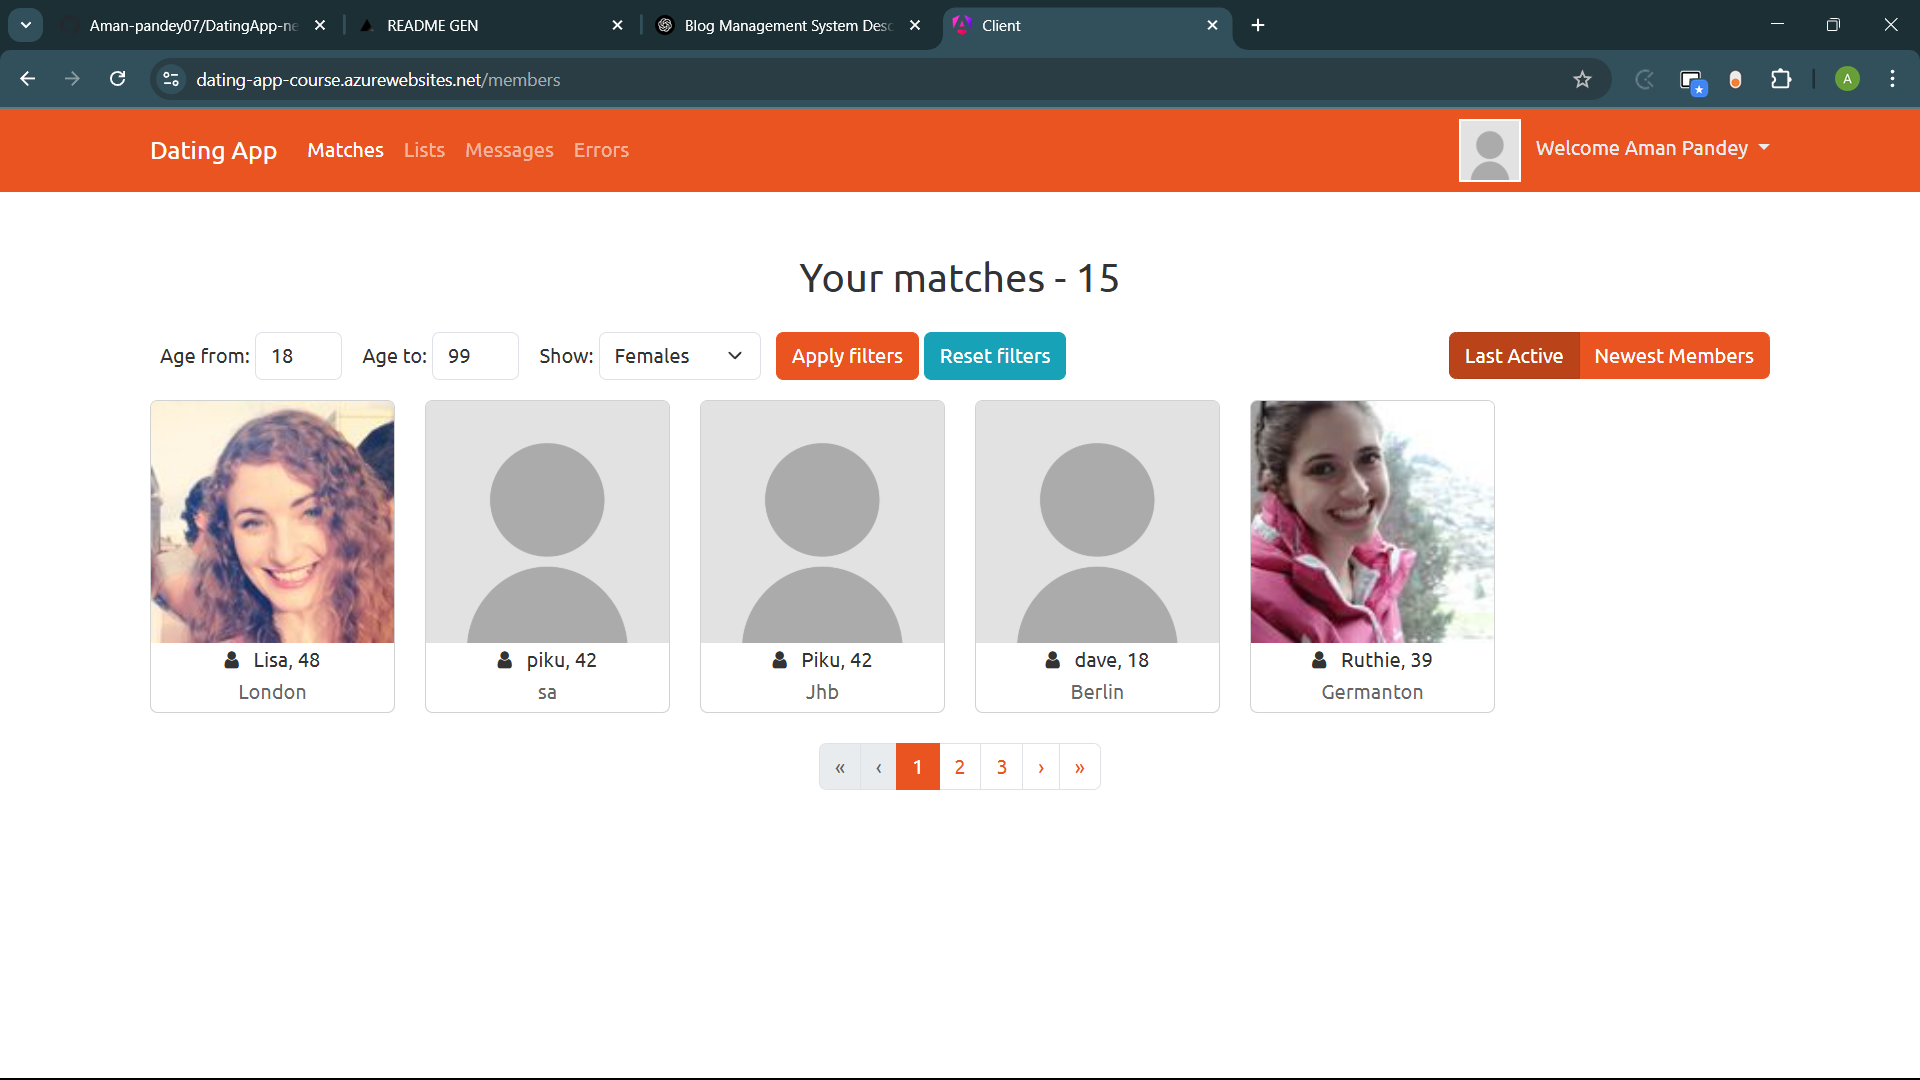 Aman-pandey07/DatingApp-ne
README GEN
Blog Management System Desc
Client
dating-app-course.azurewebsites.net/members
A
Dating App Matches Lists Messages Errors
Welcome Aman Pandey
Your matches - 15
Age from: 18 Age to: 99 Show: Females Apply filters Reset filters Last Active Newest Members
Lisa, 48
London
piku, 42
sa
Piku, 42
Jhb
dave, 18
Berlin
Ruthie, 39
Germanton
« ‹ 1 2 3 › »